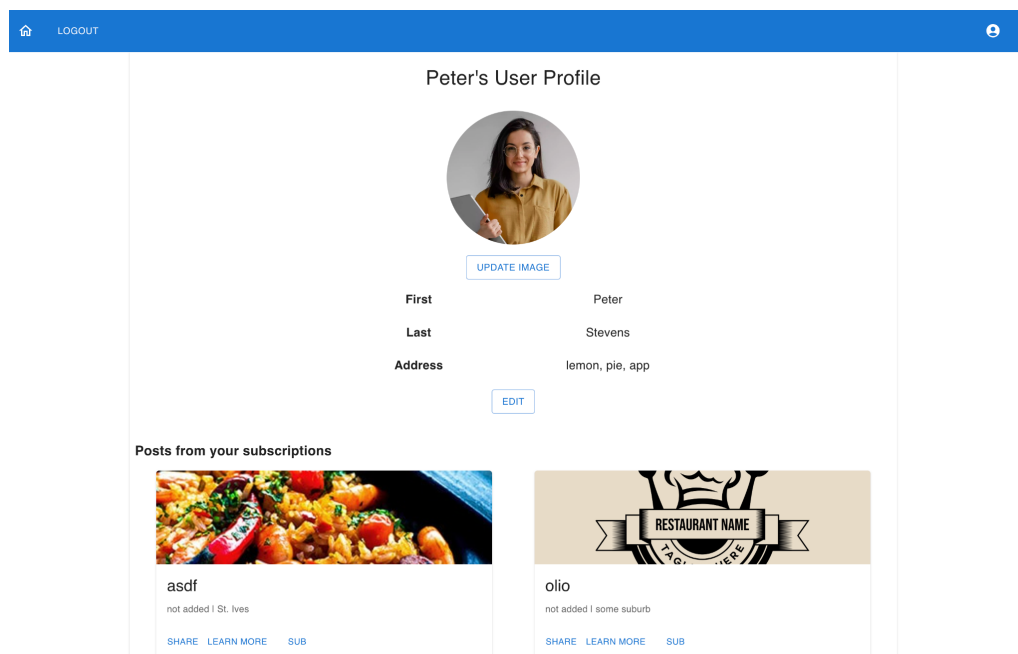 LOGOUT
Peter's User Profile
UPDATE IMAGE
First Peter
Last Stevens
Address lemon, pie, app
EDIT
Posts from your subscriptions
RESTAURANT NAME
asdf
not added | St. Ives
SHARE LEARN MORE SUB
olio
not added | some suburb
SHARE LEARN MORE SUB